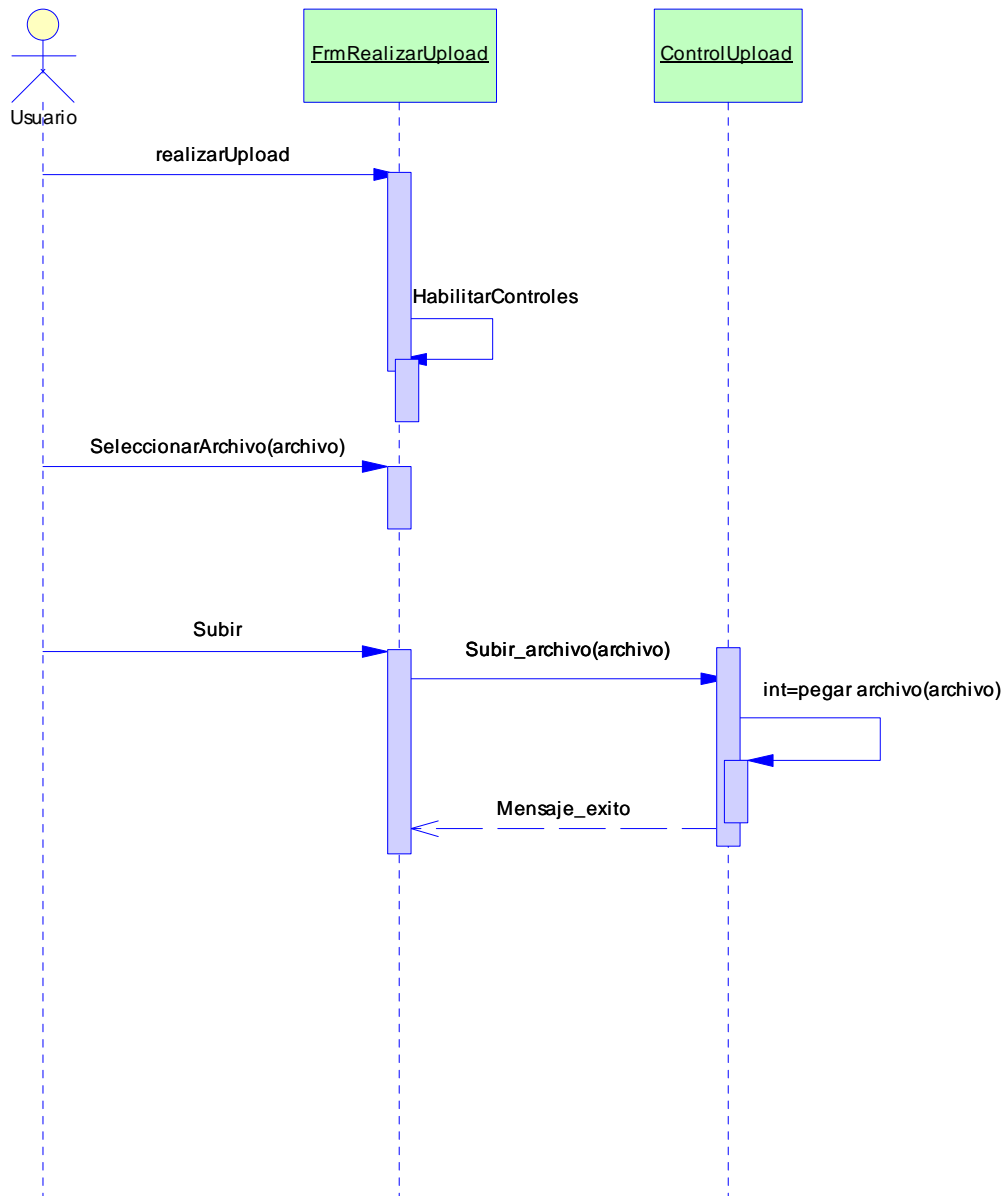 FrmRealizarUpload
ControlUpload
Usuario
realizarUpload
HabilitarControles
SeleccionarArchivo(archivo)
Subir
Subir_archivo(archivo)
int=pegar archivo(archivo)
Mensaje_exito